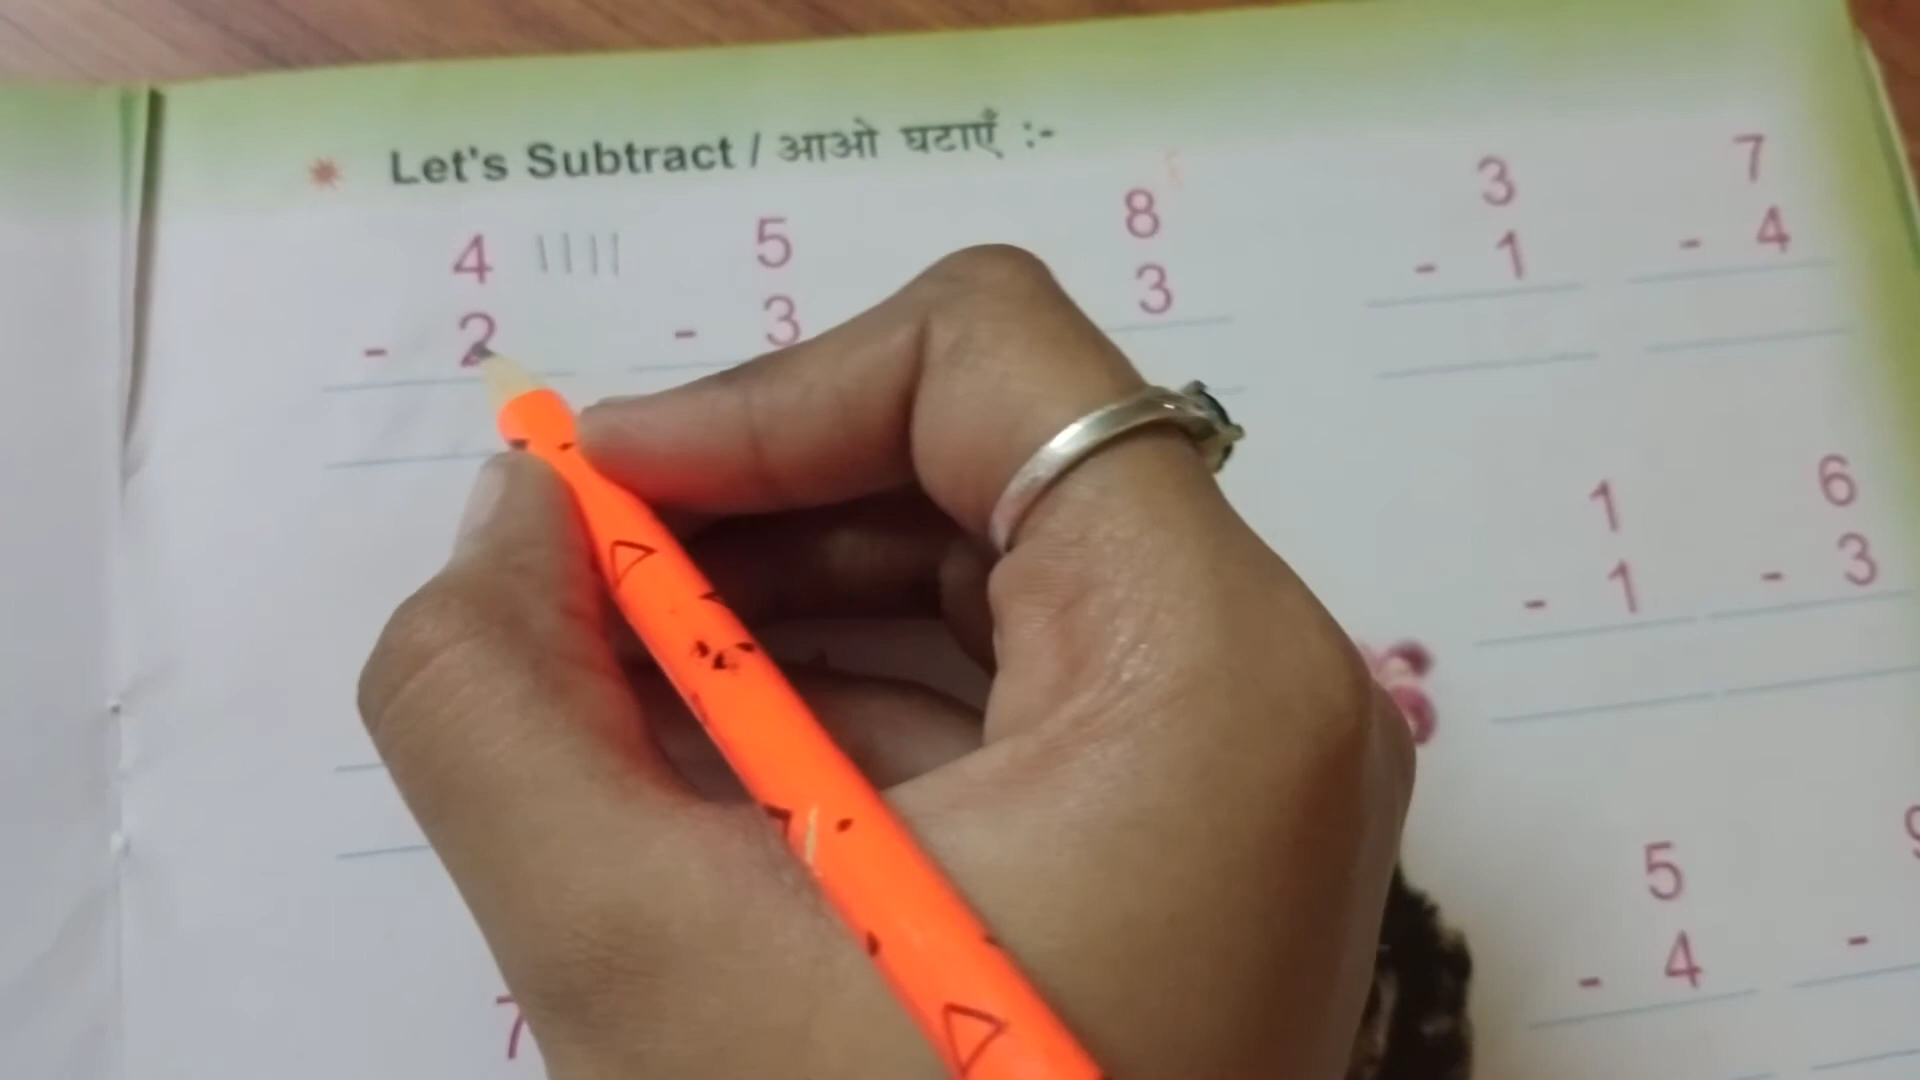 Let's Subtract / आओ घटाएँ :-
4 5 8 3 7
- 2 - 3 3 - 1 - 4
1 6
- 1 - 3
5
- 4 -
7